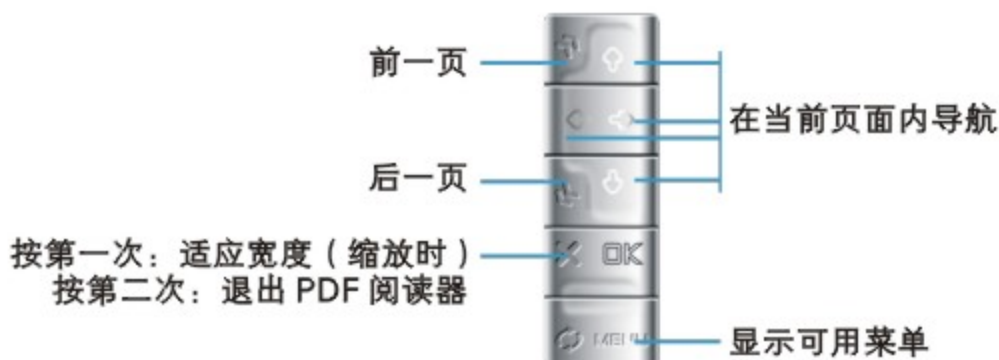 前一页
在当前页面内导航
后一页
按第一次：适应宽度（缩放时）
OK
按第二次：退出 PDF 阅读器
MENU
显示可用菜单